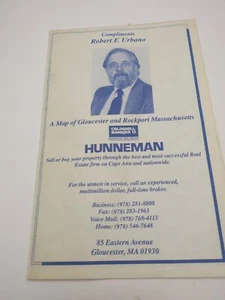 Compliments
Robert F. Urbano
A Map of Gloucester and Rockport Massachusetts
COLDWELL
BANKER
HUNNEMAN
Sell or buy your property through the best and most successful Real
Estate firm on Cape Ann and nationwide.
For the utmost in service, call an experienced,
multimillion dollar, full-time broker.
Business: (978) 281-8800
Fax: (978) 283-1963
Voice Mail: (978) 768-4113
Home: (978) 546-7648
85 Eastern Avenue
Gloucester, MA 01930